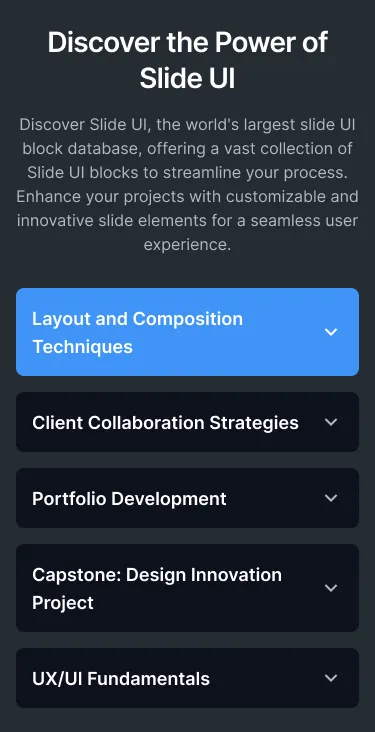 Discover the Power of
Slide UI
Discover Slide UI, the world's largest slide UI
block database, offering a vast collection of
Slide UI blocks to streamline your process.
Enhance your projects with customizable and
innovative slide elements for a seamless user
experience.
Layout and Composition
Techniques
Client Collaboration Strategies
Portfolio Development
Capstone: Design Innovation
Project
UX/UI Fundamentals